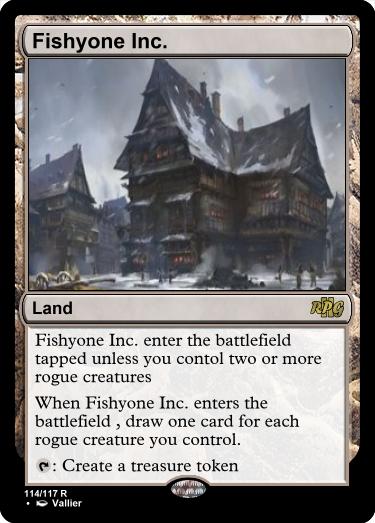 Fishyone Inc.
Land
RPG
Fishyone Inc. enter the battlefield
tapped unless you contol two or more
rogue creatures
When Fishyone Inc. enters the
battlefield , draw one card for each
rogue creature you control.
: Create a treasure token
114/117 R
• Vallier